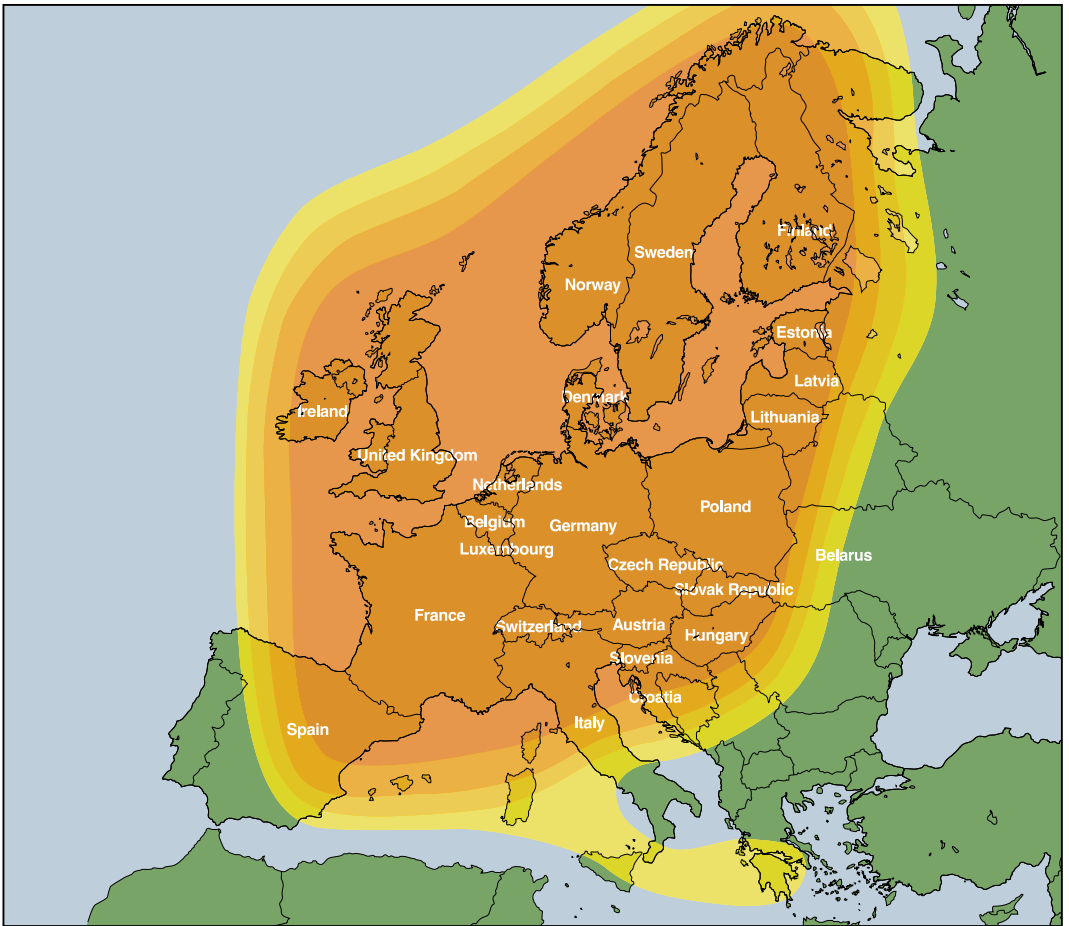 Finland
Sweden
Norway
Estonia
Latvia
Denmark
Ireland
Lithuania
United Kingdom
Netherlands
Poland
Belgium
Germany
Luxembourg
Belarus
Czech Republic
Slovak Republic
France
Switzerland
Austria
Hungary
Slovenia
Croatia
Italy
Spain